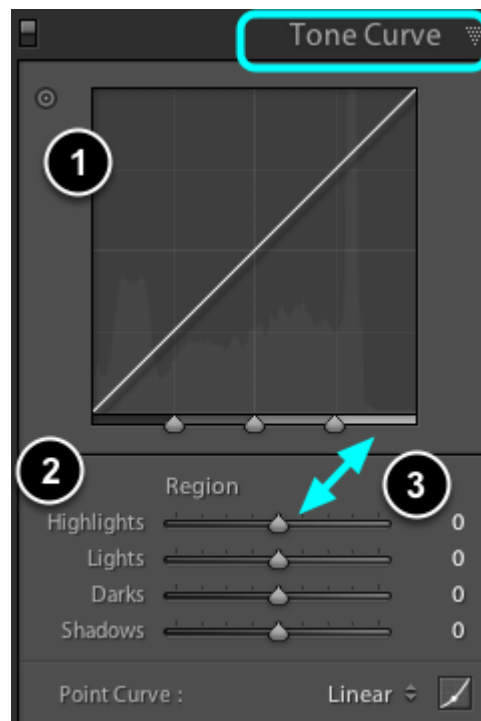 Tone Curve
1
2
Region
3
Highlights 0
Lights 0
Darks 0
Shadows 0
Point Curve : Linear